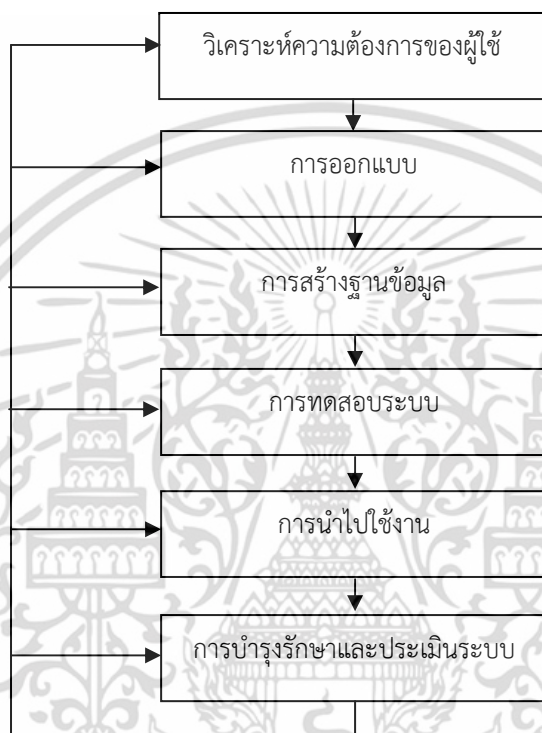 วิเคราะห์ความต้องการของผู้ใช้
การออกแบบ
การสร้างฐานข้อมูล
การทดสอบระบบ
การนำไปใช้งาน
การบำรุงรักษาและประเมินระบบ